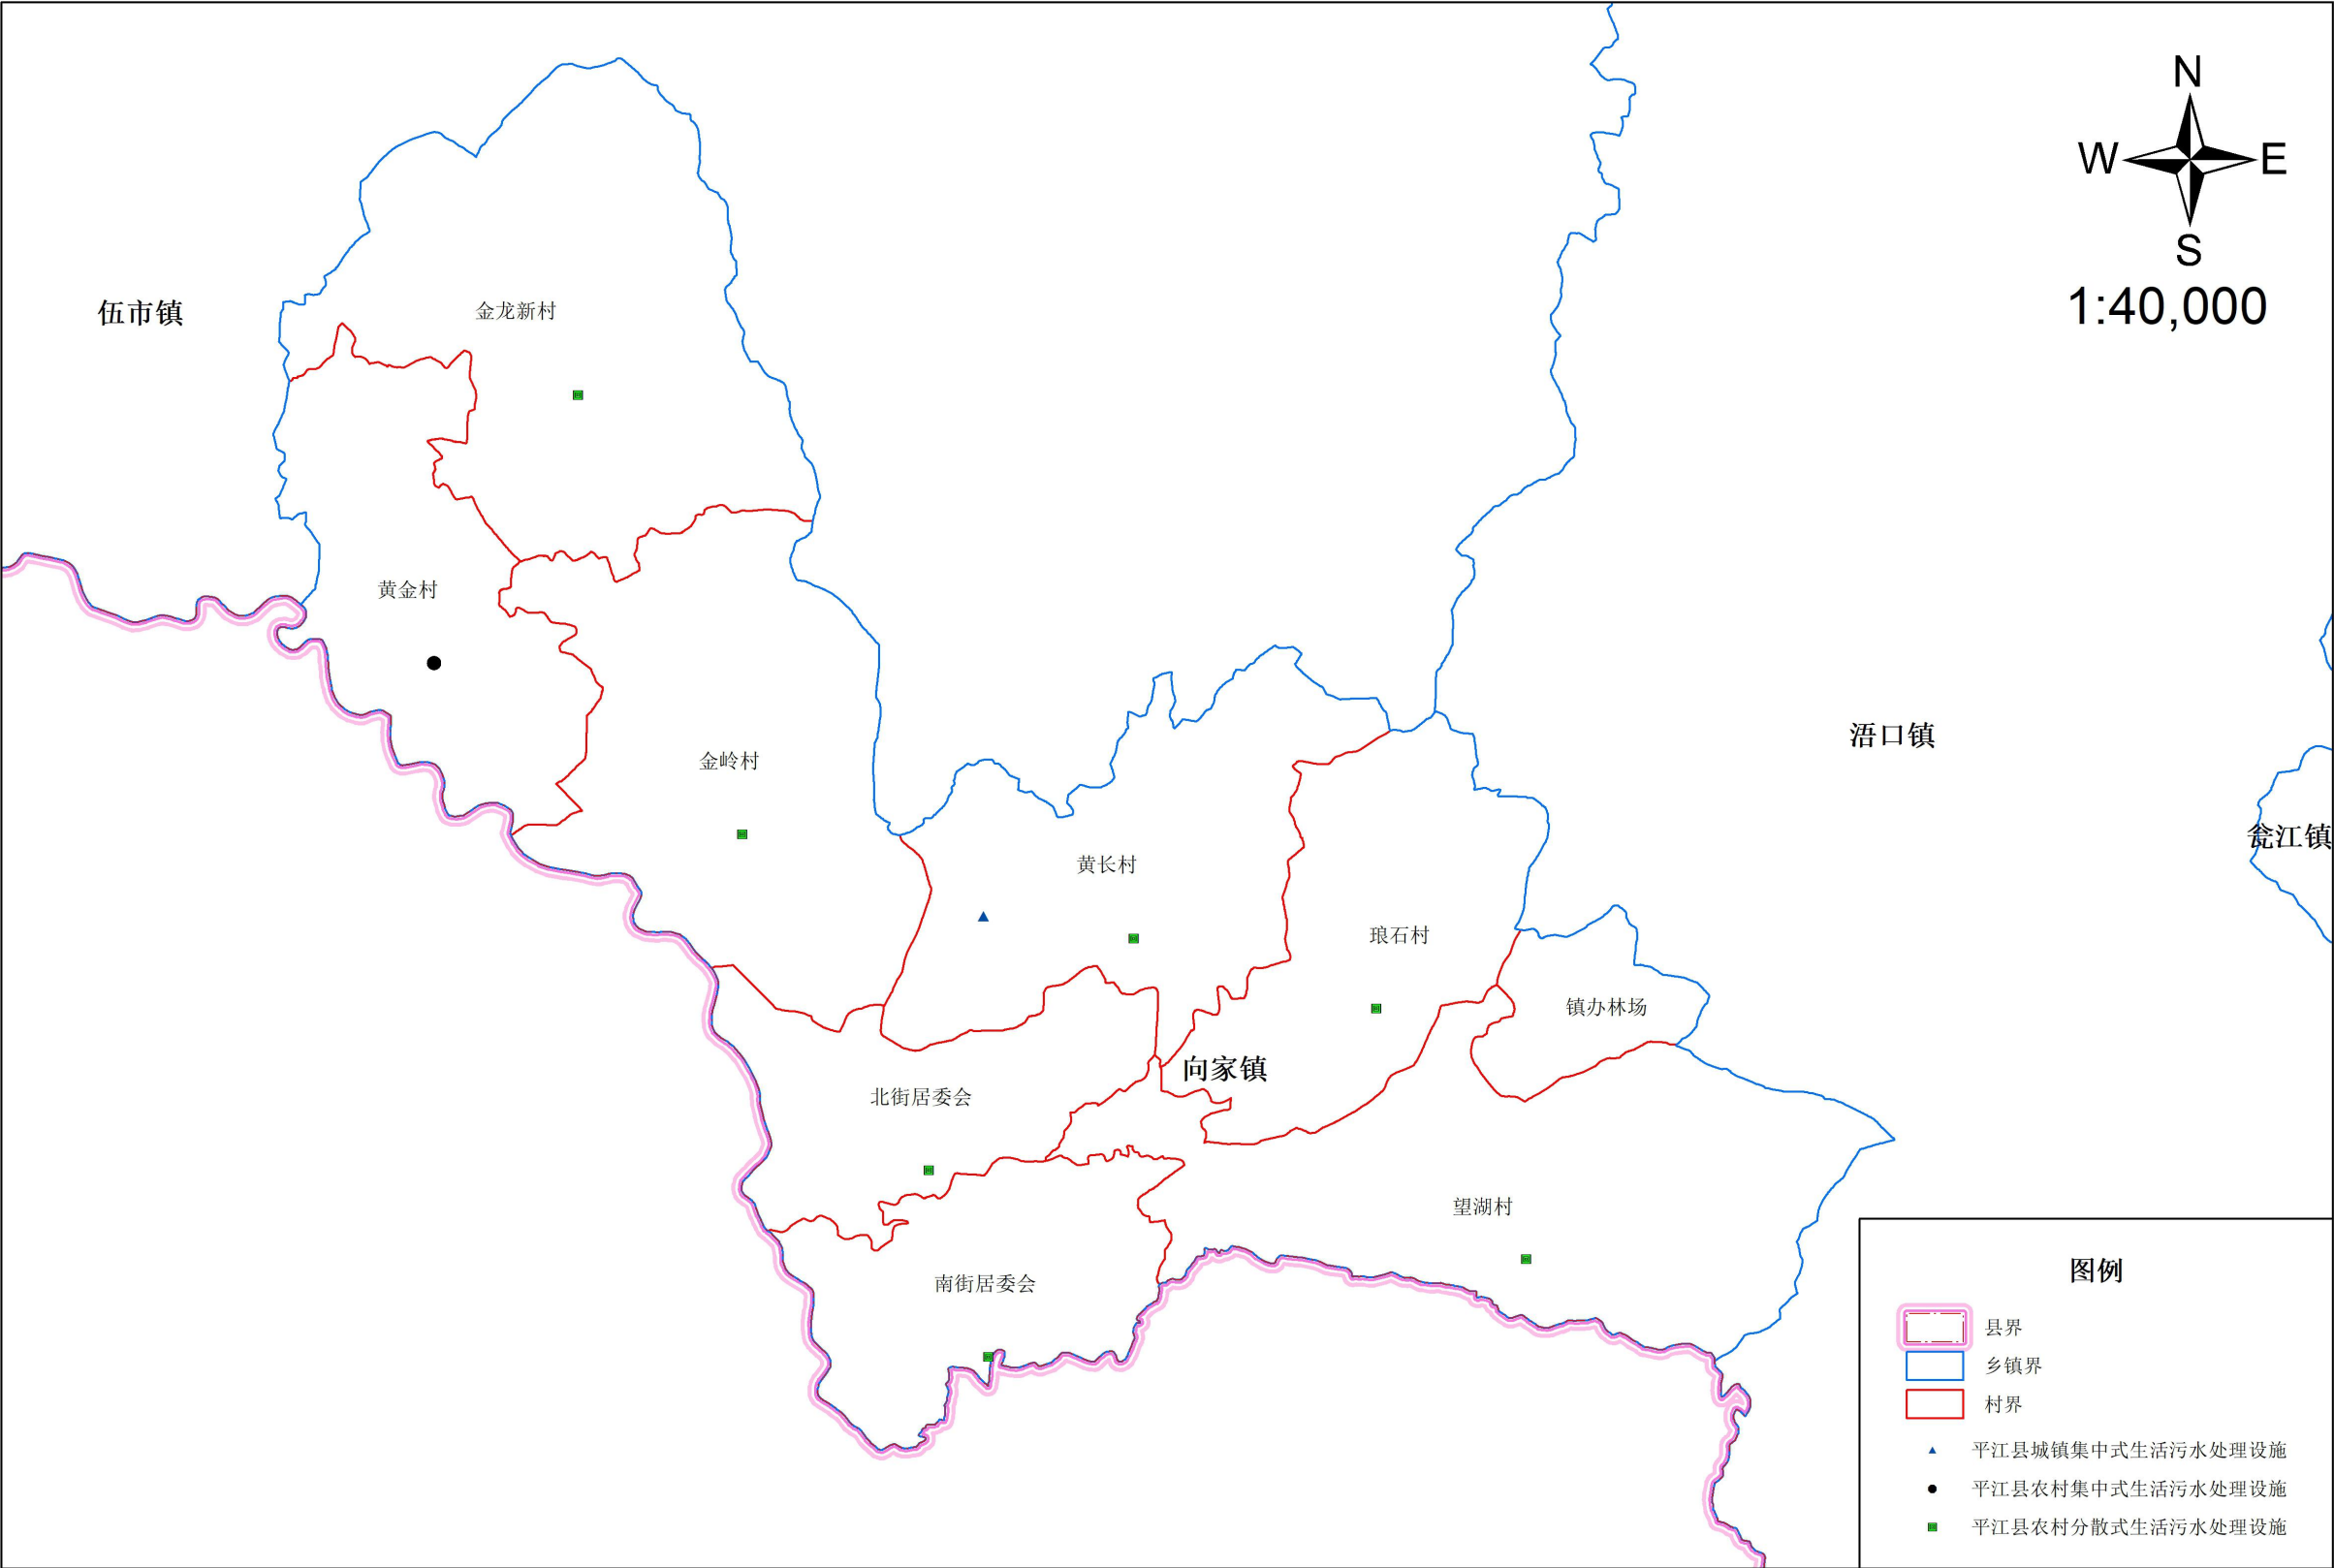 N
W
E
S
1:40,000
伍市镇
金龙新村
黄金村
浯口镇
金岭村
瓮江镇
黄长村
琅石村
镇办林场
向家镇
北街居委会
望湖村
南街居委会
图例
县界
乡镇界
村界
平江县城镇集中式生活污水处理设施
平江县农村集中式生活污水处理设施
平江县农村分散式生活污水处理设施